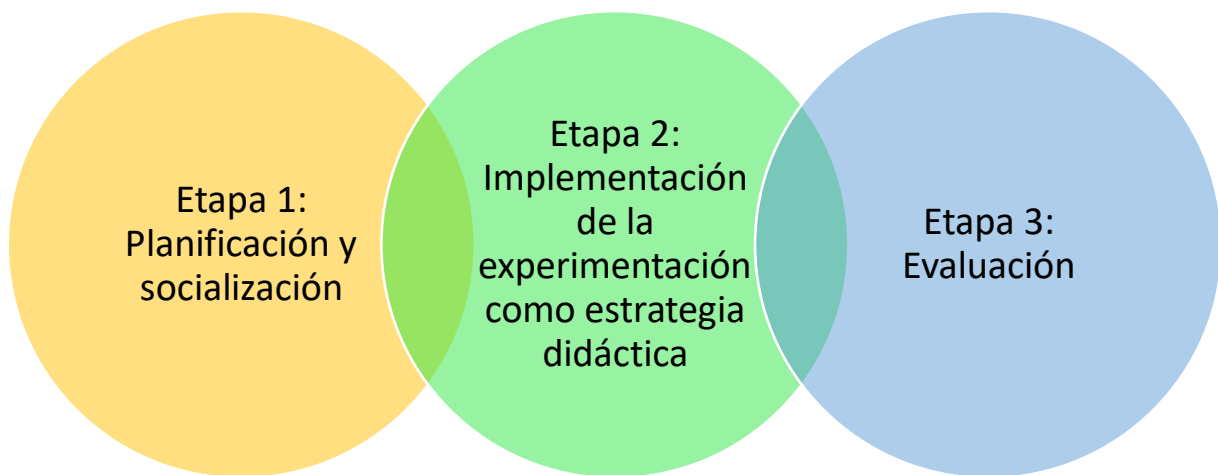 Etapa 1:
Planificación y
socialización
Etapa 2:
Implementación
de la
experimentación
como estrategia
didáctica
Etapa 3:
Evaluación